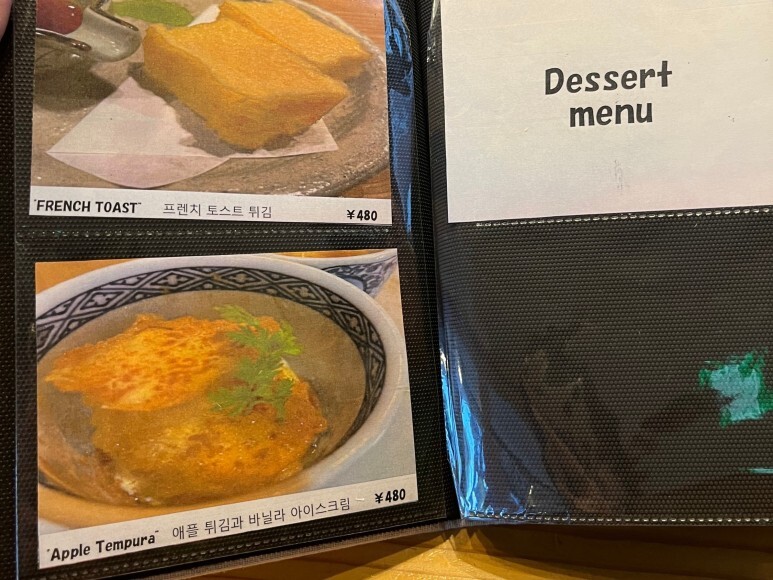 "FRENCH TOAST" 프렌치 토스트 튀김 ¥480
"Apple Tempura" 애플 튀김과 바닐라 아이스크림 ¥480
Dessert
menu